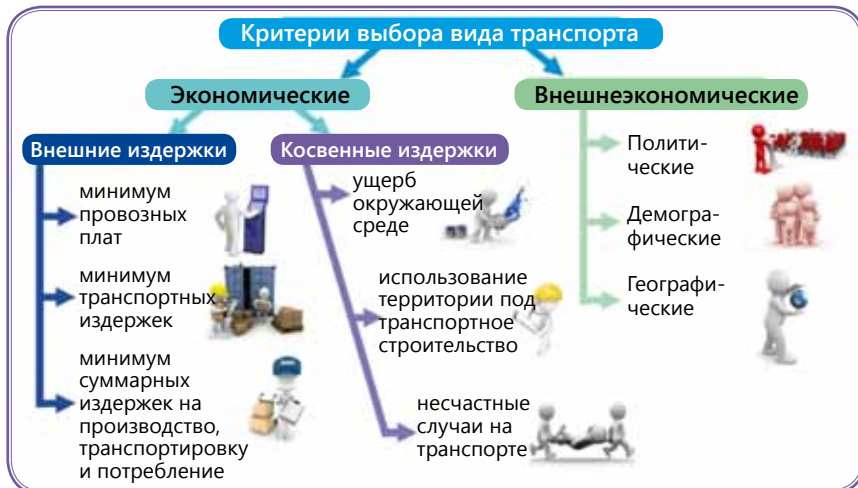 Критерии выбора вида транспорта
Экономические
Внешнеэкономические
Внешние издержки
минимум
провозных
плат
минимум
транспортных
издержек
минимум
суммарных
издержек на
производство,
транспортировку
и потребление
Косвенные издержки
ущерб
окружающей
среде
использование
территории под
транспортное
строительство
несчастные
случаи на
транспорте
Полити-
ческие
Демогра-
фические
Географи-
ческие